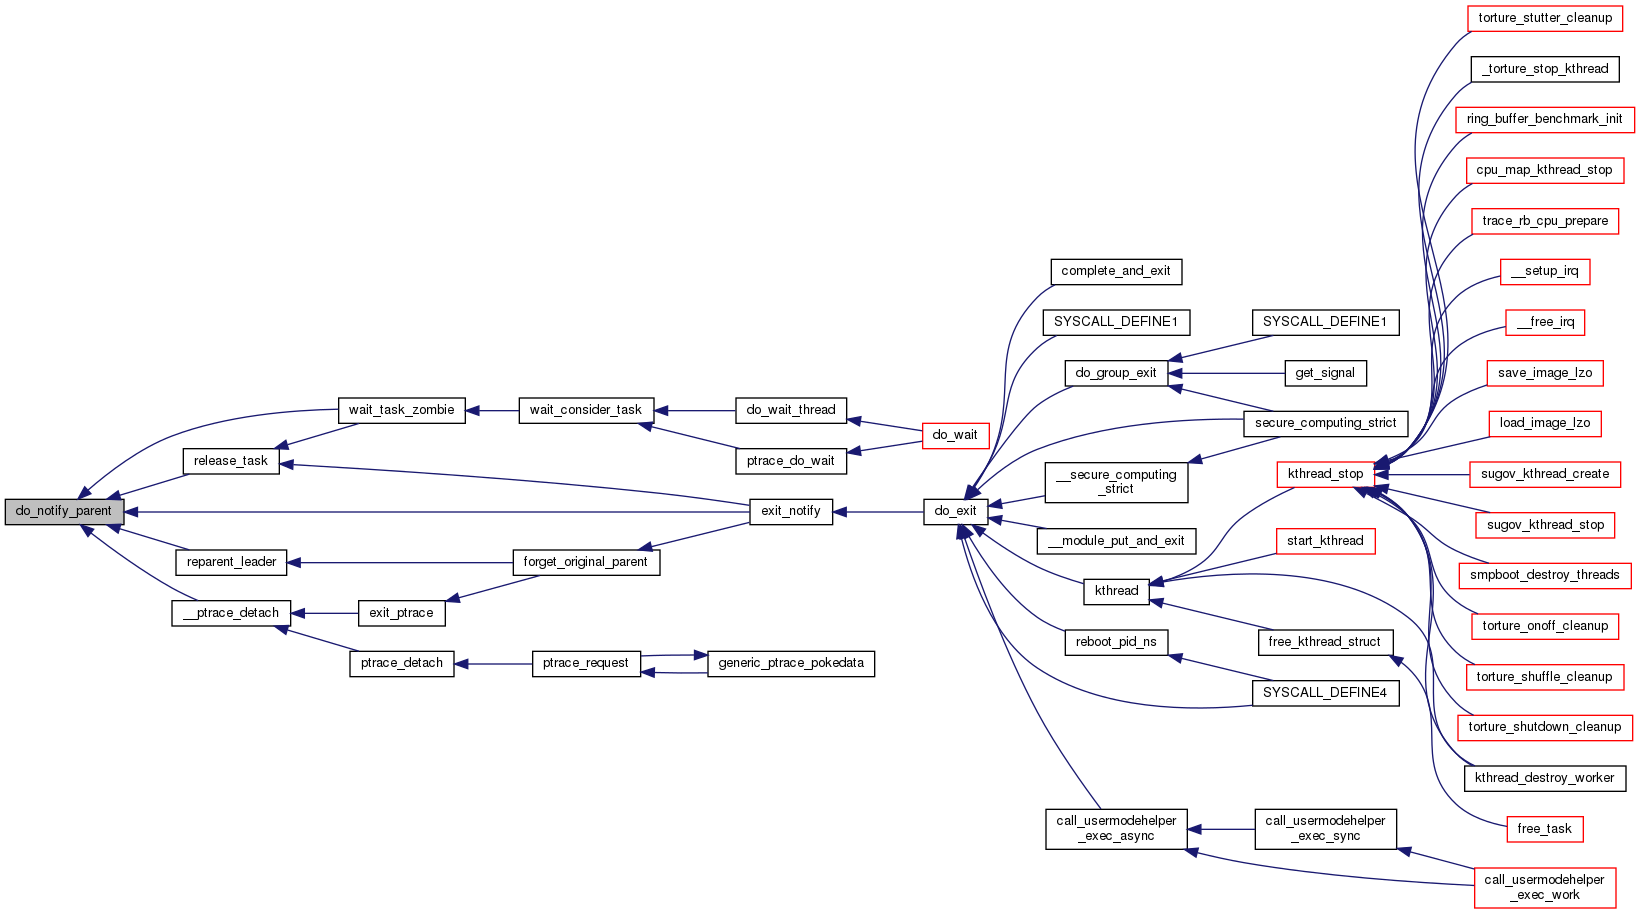 torture_stutter_cleanup
_torture_stop_kthread
ring_buffer_benchmark_init
cpu_map_kthread_stop
trace_rb_cpu_prepare
complete_and_exit
__setup_irq
SYSCALL_DEFINE1
SYSCALL_DEFINE1
__free_irq
do_group_exit
get_signal
save_image_lzo
wait_task_zombie
wait_consider_task
do_wait_thread
do_wait
secure_computing_strict
load_image_lzo
release_task
ptrace_do_wait
__secure_computing
_strict
kthread_stop
sugov_kthread_create
do_notify_parent
exit_notify
do_exit
sugov_kthread_stop
__module_put_and_exit
start_kthread
reparent_leader
forget_original_parent
smpboot_destroy_threads
kthread
__ptrace_detach
exit_ptrace
torture_onoff_cleanup
reboot_pid_ns
free_kthread_struct
ptrace_detach
ptrace_request
generic_ptrace_pokedata
torture_shuffle_cleanup
SYSCALL_DEFINE4
torture_shutdown_cleanup
kthread_destroy_worker
call_usermodehelper
_exec_async
call_usermodehelper
_exec_sync
free_task
call_usermodehelper
_exec_work